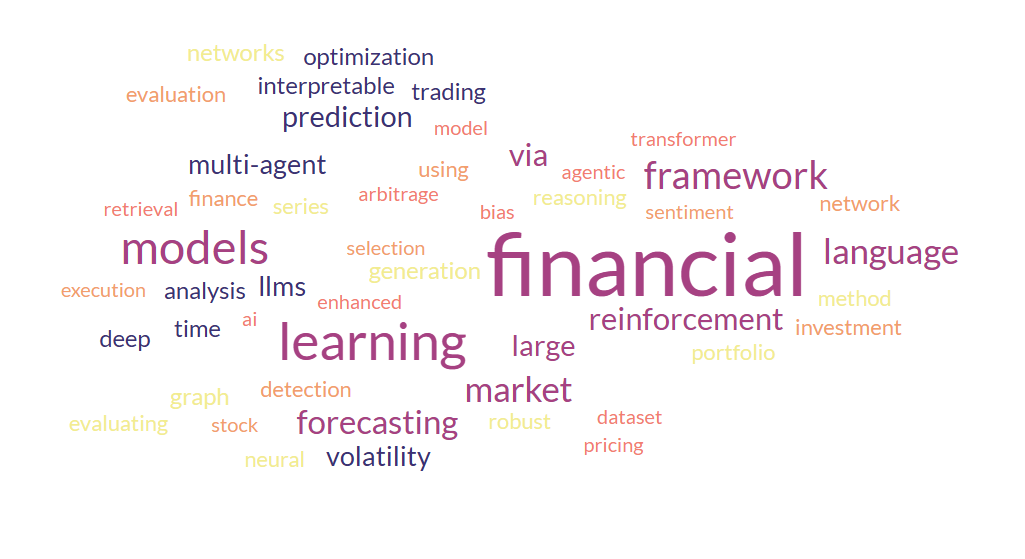 networks
optimization
interpretable
trading
evaluation
prediction
model
transformer
via
multi-agent
using
agentic
framework
finance
arbitrage
reasoning
retrieval
series
bias
sentiment
network
models
selection
financial
language
generation
execution
analysis
llms
enhanced
method
ai
reinforcement
investment
deep
time
learning
large
portfolio
detection
market
graph
evaluating
stock
forecasting
robust
dataset
pricing
neural
volatility